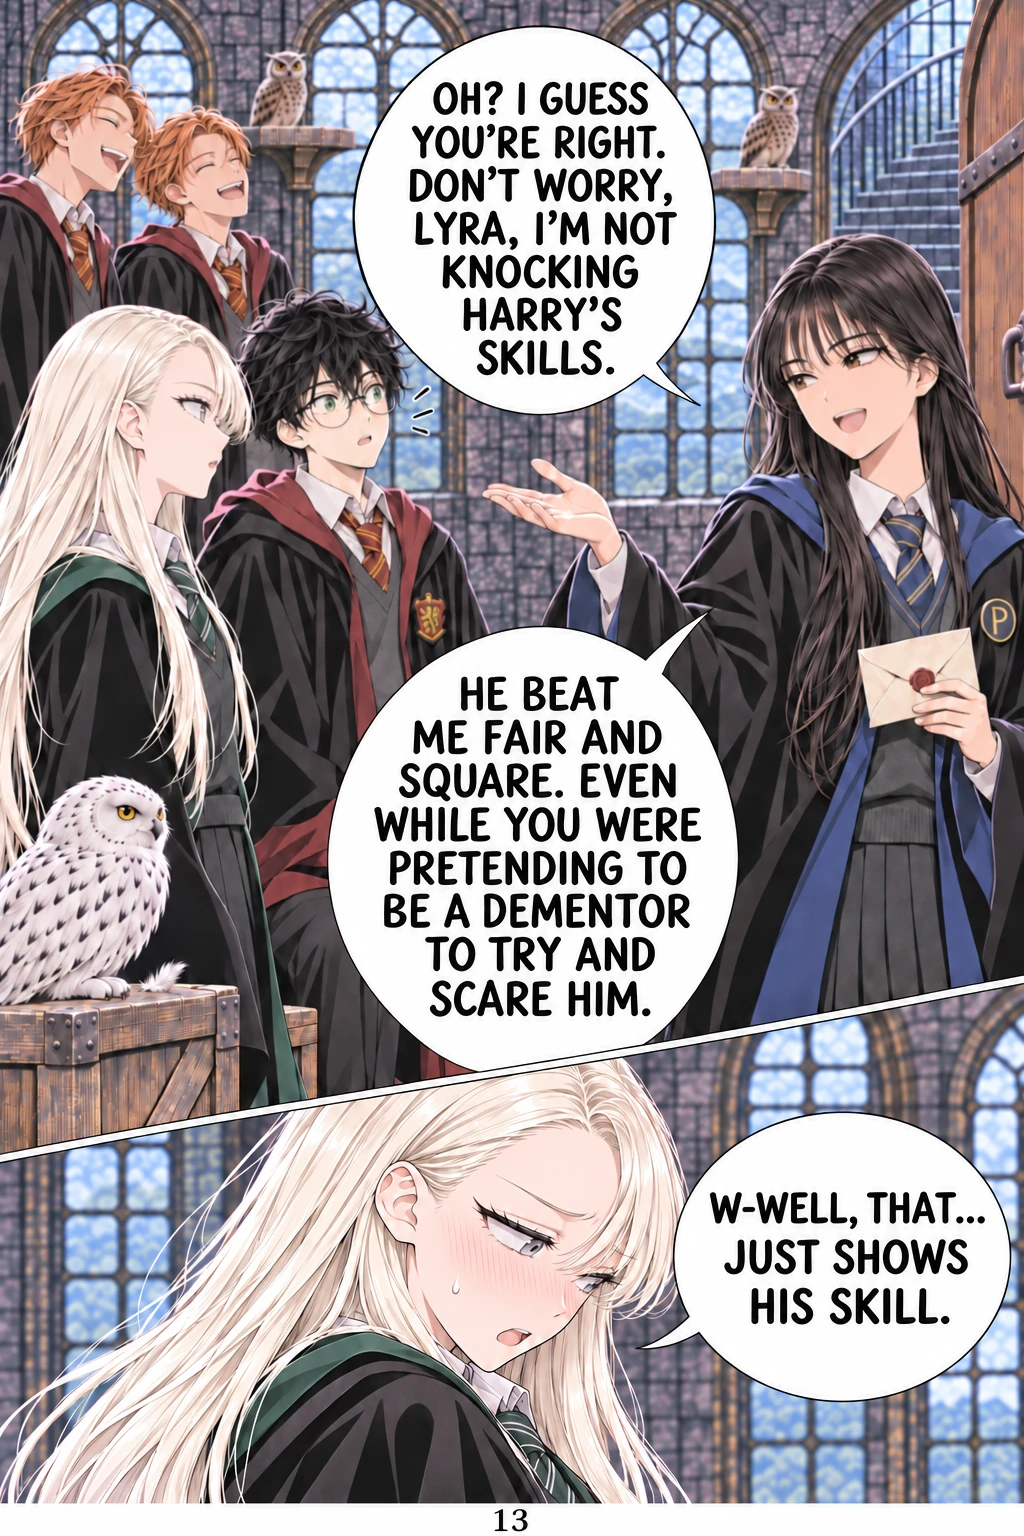 OH? I GUESS
YOU'RE RIGHT.
DON'T WORRY,
LYRA, I'M NOT
KNOCKING
HARRY'S
SKILLS.
P
HE BEAT
ME FAIR AND
SQUARE. EVEN
WHILE YOU WERE
PRETENDING TO
BE A DEMENTOR
TO TRY AND
SCARE HIM.
W-WELL, THAT...
JUST SHOWS
HIS SKILL.
13